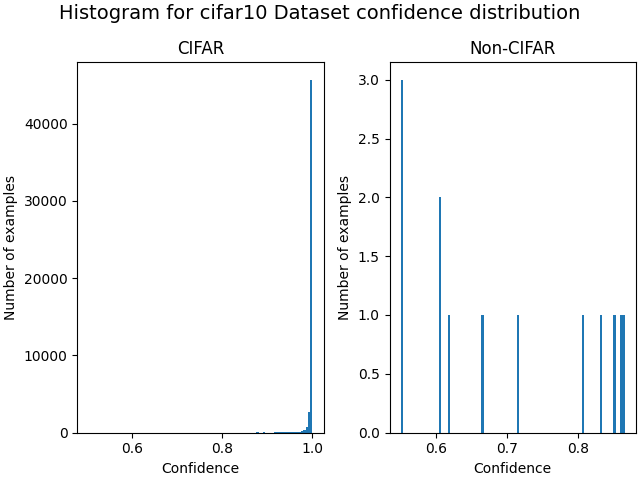 Histogram for cifar10 Dataset confidence distribution
CIFAR
Number of examples
40000
30000
20000
10000
0
0.6
0.8
1.0
Confidence
Non-CIFAR
Number of examples
3.0
2.5
2.0
1.5
1.0
0.5
0.0
0.6
0.7
0.8
Confidence